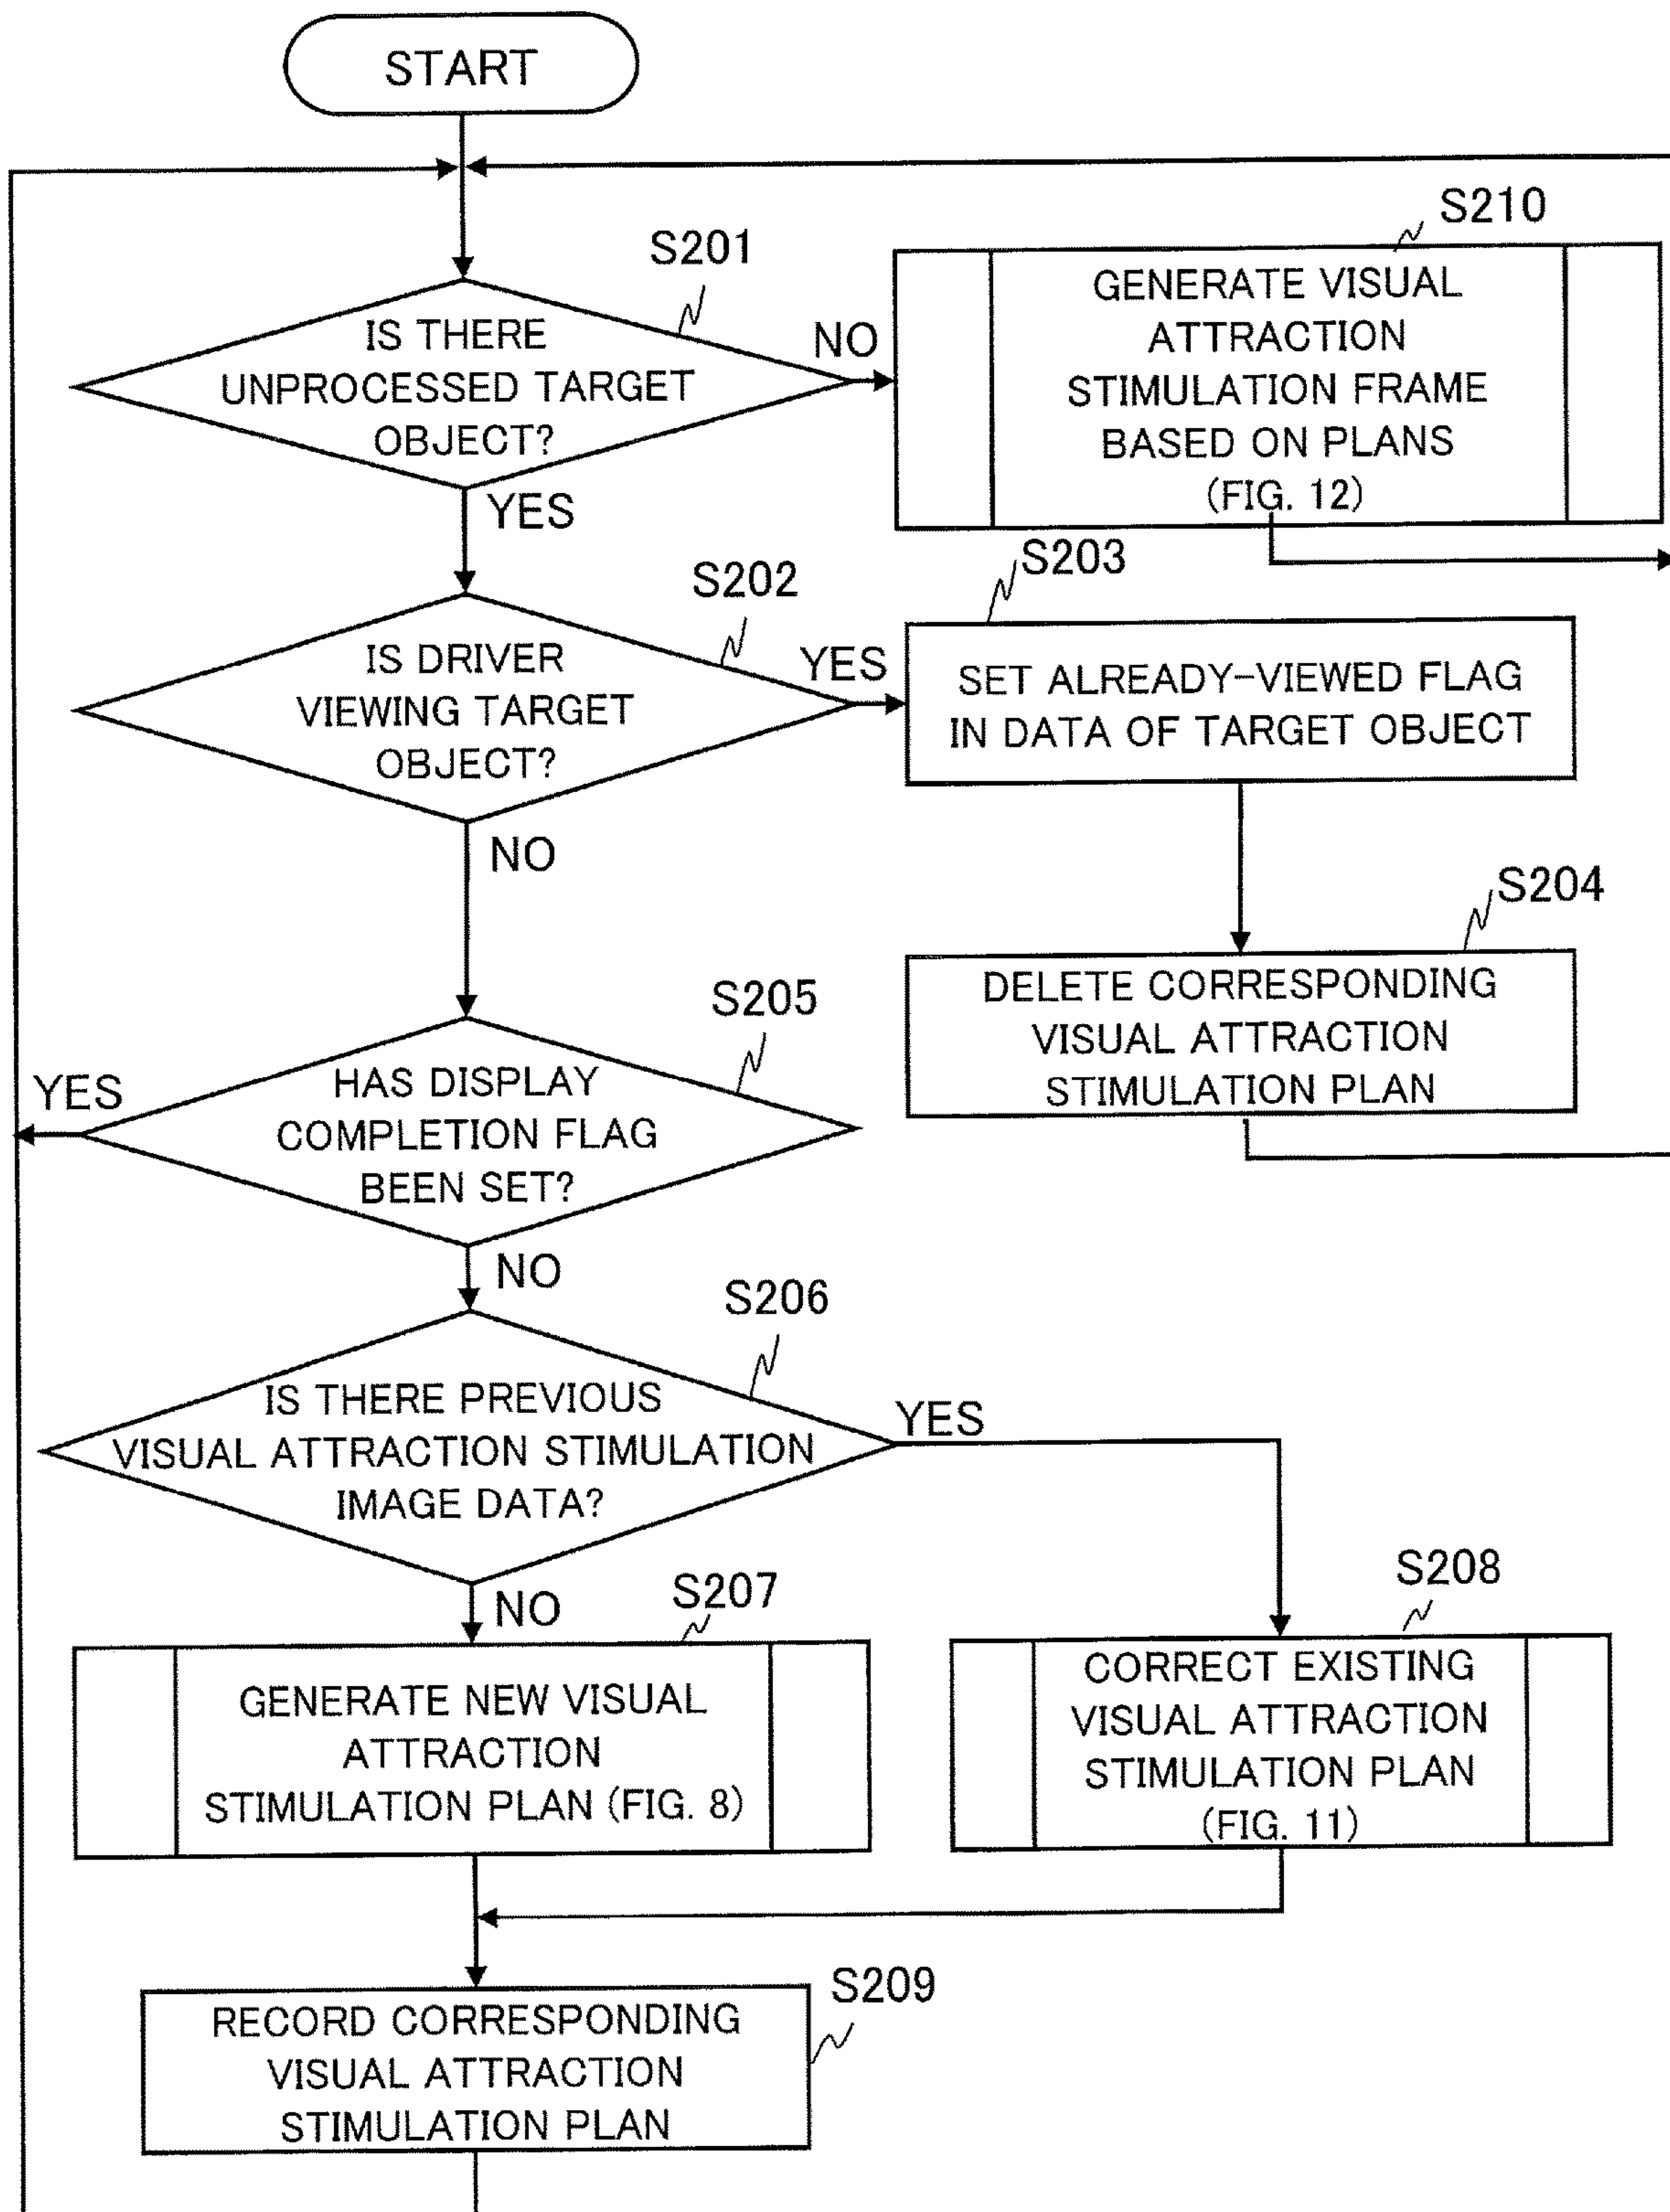 START
S201
IS THERE
UNPROCESSED TARGET
OBJECT?
NO
YES
S210
GENERATE VISUAL
ATTRACTION
STIMULATION FRAME
BASED ON PLANS
(FIG. 12)
S202
IS DRIVER
VIEWING TARGET
OBJECT?
YES
NO
S203
SET ALREADY-VIEWED FLAG
IN DATA OF TARGET OBJECT
S204
DELETE CORRESPONDING
VISUAL ATTRACTION
STIMULATION PLAN
S205
YES
HAS DISPLAY
COMPLETION FLAG
BEEN SET?
NO
S206
IS THERE PREVIOUS
VISUAL ATTRACTION STIMULATION
IMAGE DATA?
YES
NO
S207
GENERATE NEW VISUAL
ATTRACTION
STIMULATION PLAN (FIG. 8)
S208
CORRECT EXISTING
VISUAL ATTRACTION
STIMULATION PLAN
(FIG. 11)
S209
RECORD CORRESPONDING
VISUAL ATTRACTION
STIMULATION PLAN